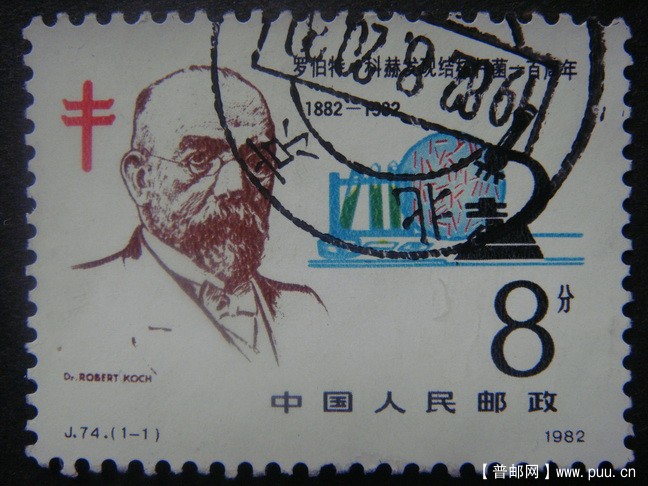 罗伯特·科赫发现结核杆菌一百周年
1882—1982
8分
Dr. ROBERT KOCH
中国人民邮政
J.74.(1-1)
1982
【普邮网】www.puu.cn